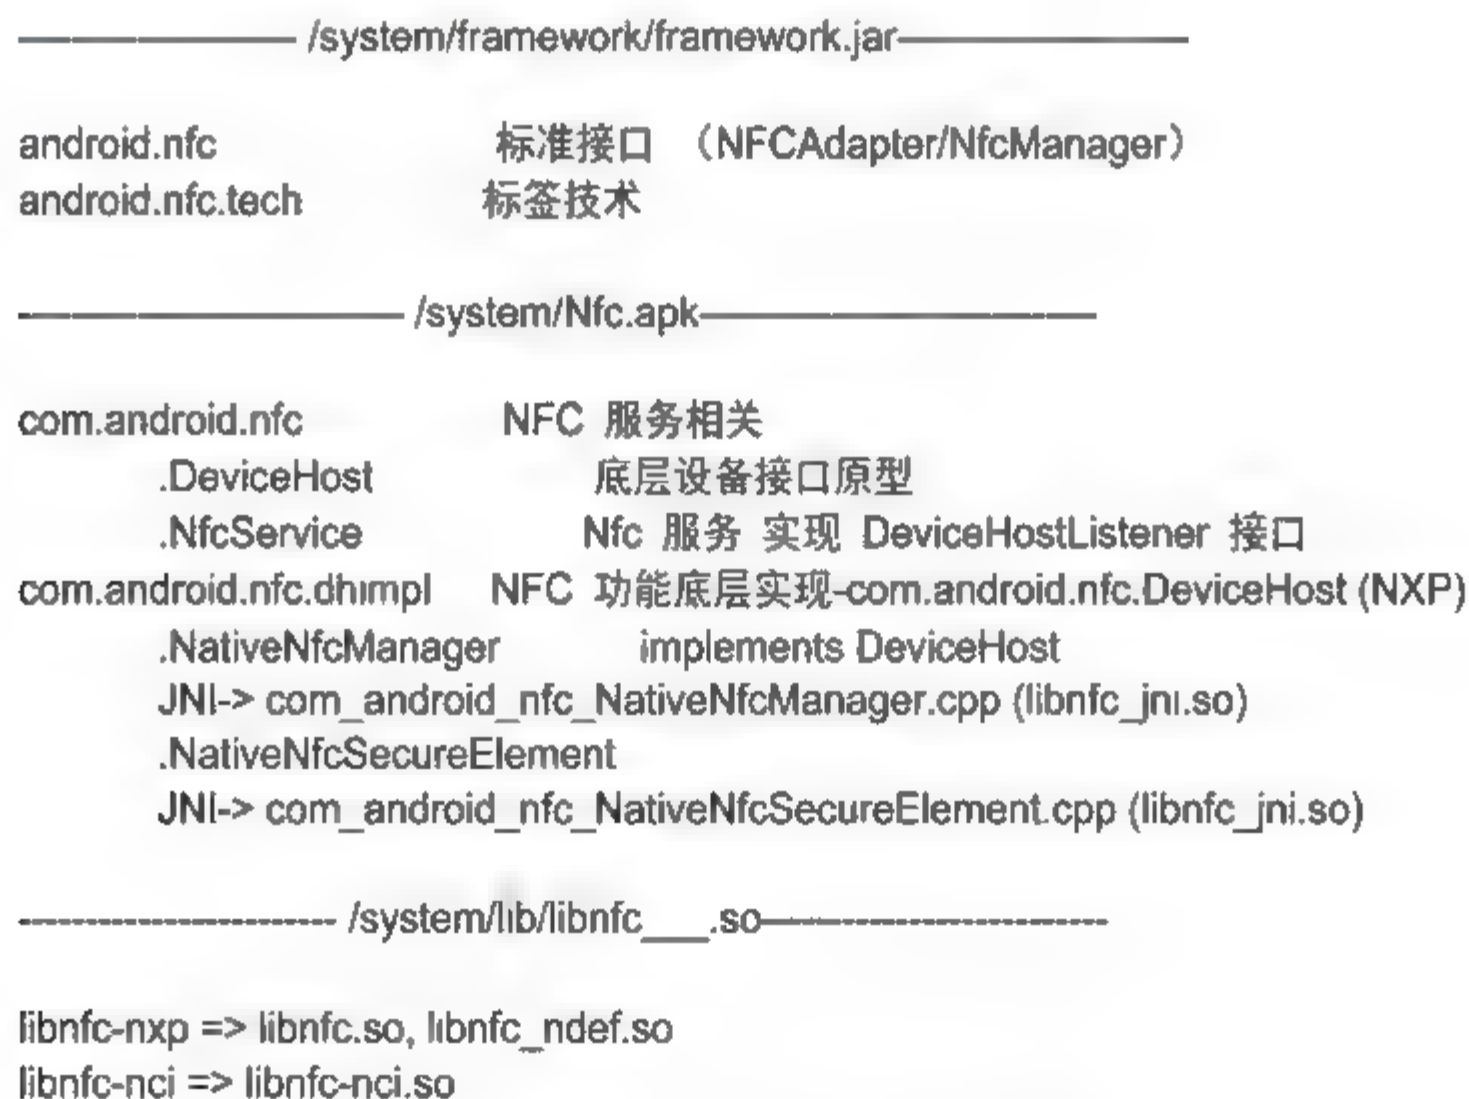 ——————— /system/framework/framework.jar———————
android.nfc 标准接口 （NFCAdapter/NfcManager）
android.nfc.tech 标签技术
——————— /system/Nfc.apk———————
com.android.nfc NFC 服务相关
.DeviceHost 底层设备接口原型
.NfcService Nfc 服务 实现 DeviceHostListener 接口
com.android.nfc.dhimpl NFC 功能底层实现-com.android.nfc.DeviceHost (NXP)
.NativeNfcManager implements DeviceHost
JNI-> com_android_nfc_NativeNfcManager.cpp (libnfc_jni.so)
.NativeNfcSecureElement
JNI-> com_android_nfc_NativeNfcSecureElement.cpp (libnfc_jni.so)
----------------------- /system/lib/libnfc___.so-----------------------
libnfc-nxp => libnfc.so, libnfc_ndef.so
libnfc-nci => libnfc-nci.so